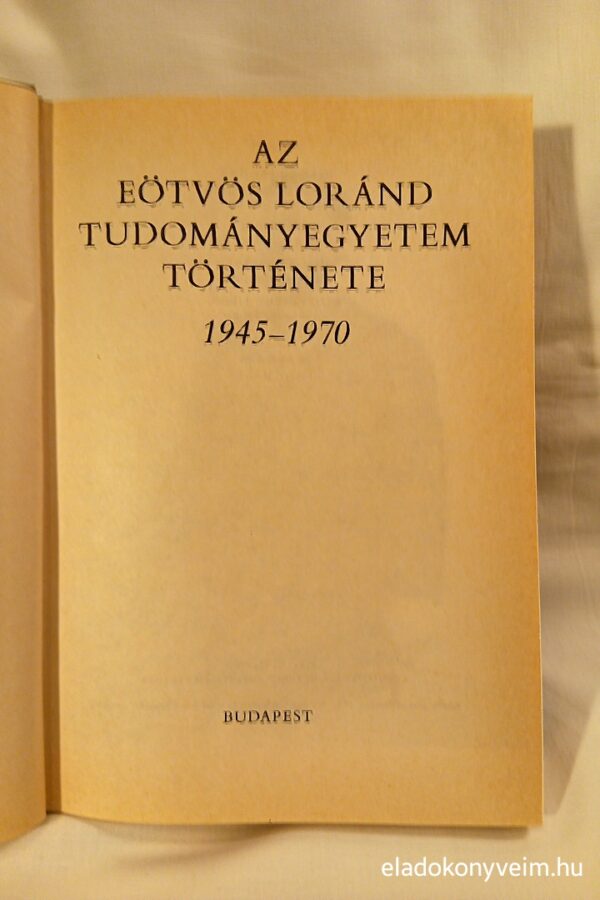 AZ
EÖTVÖS LORÁND
TUDOMÁNYEGYETEM
TÖRTÉNETE
1945–1970
BUDAPEST
eladokonyveim.hu